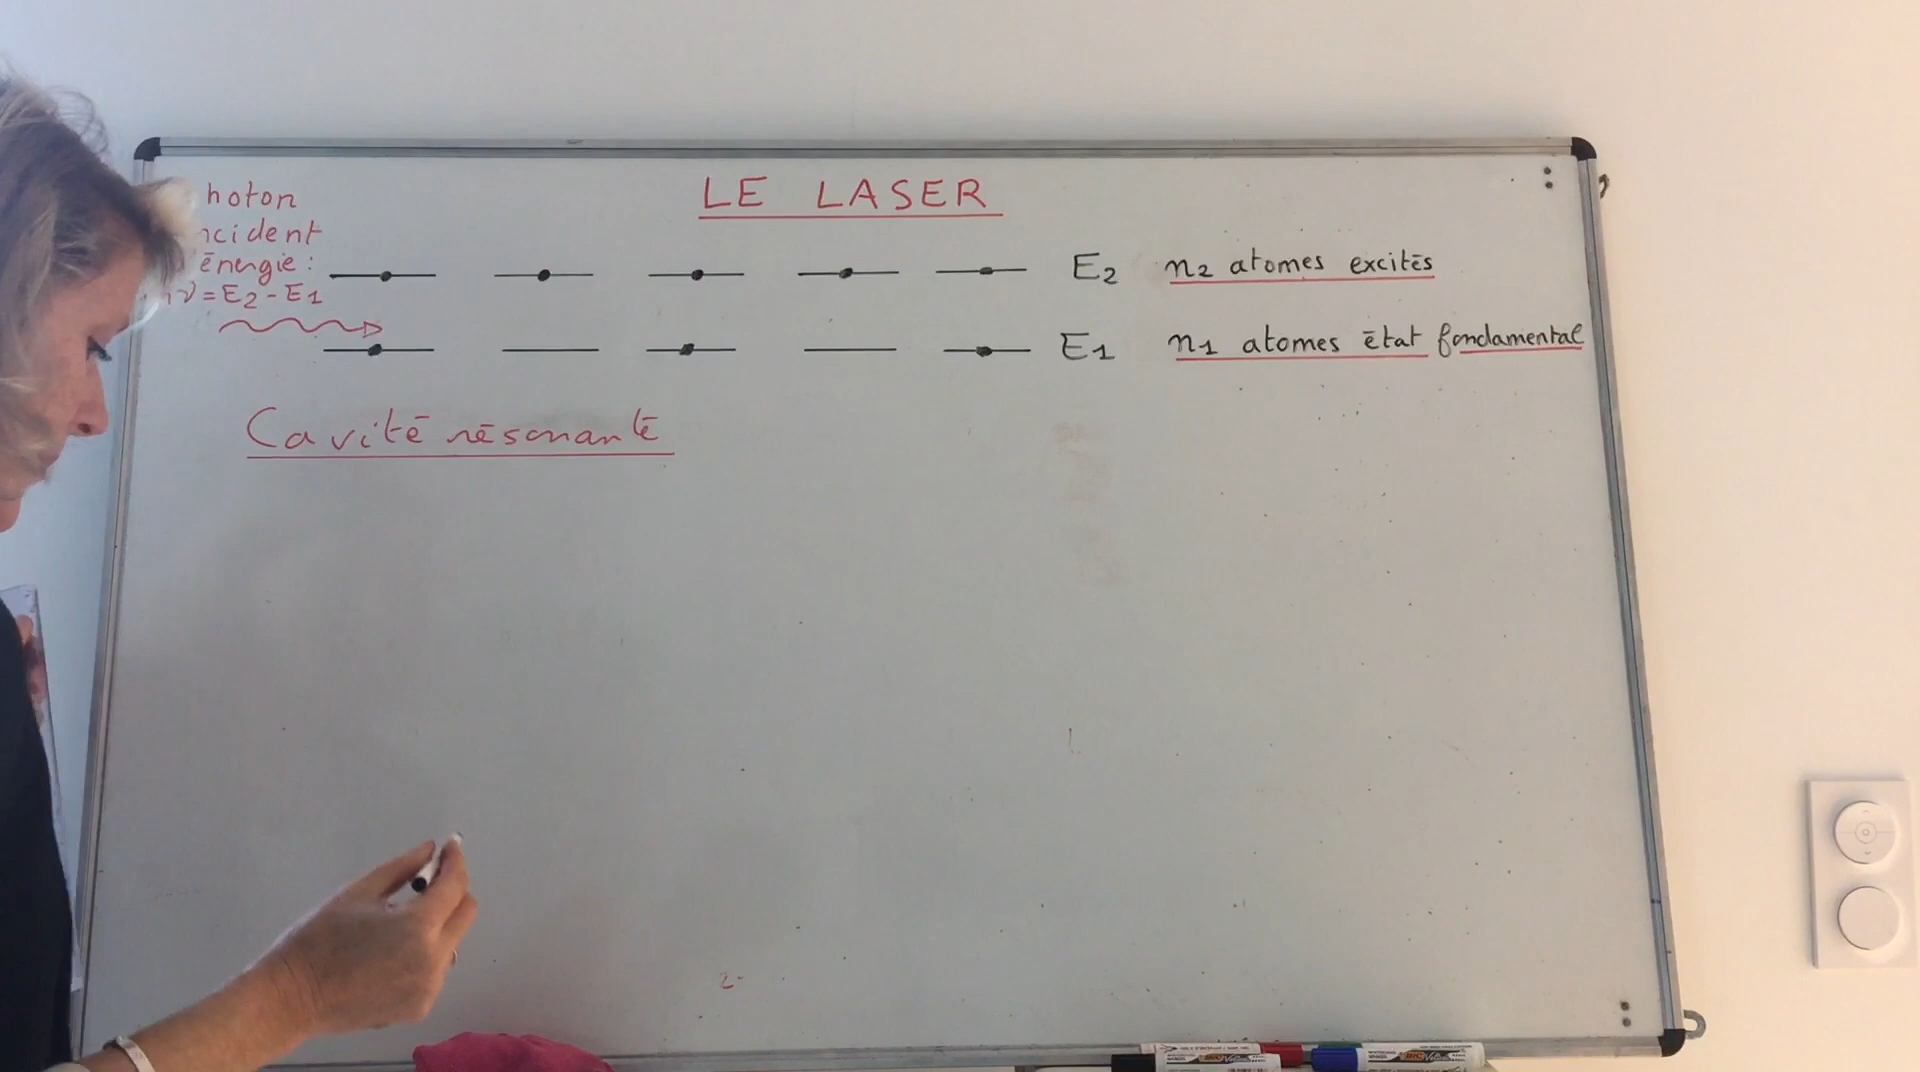 LE LASER
hoton
ncident
énergie :
ν = E2 - E1
E2 n2 atomes excités
E1 n1 atomes état fondamental
Cavité résonante